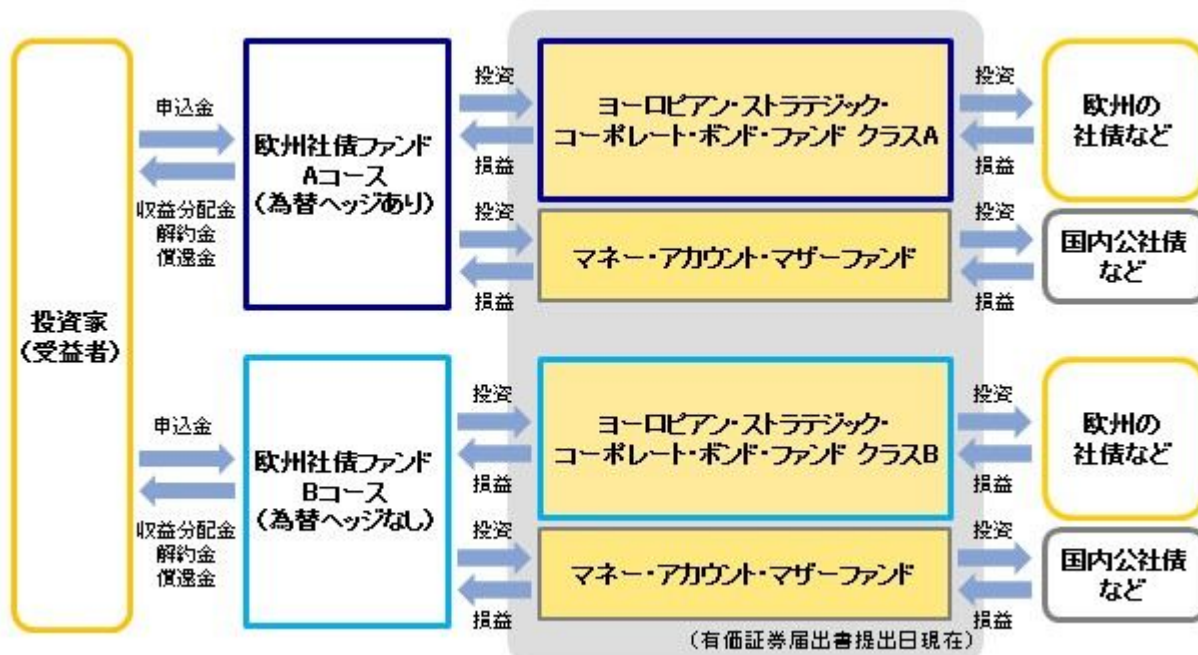 投資家
(受益者)
申込金
収益分配金
解約金
償還金
欧州社債ファンド
Aコース
(為替ヘッジあり)
投資
損益
ヨーロピアン・ストラテジック・
コーポレート・ボンド・ファンド クラスA
投資
損益
欧州の
社債など
投資
損益
マネー・アカウント・マザーファンド
投資
損益
国内公社債
など
申込金
収益分配金
解約金
償還金
欧州社債ファンド
Bコース
(為替ヘッジなし)
投資
損益
ヨーロピアン・ストラテジック・
コーポレート・ボンド・ファンド クラスB
投資
損益
欧州の
社債など
投資
損益
マネー・アカウント・マザーファンド
投資
損益
国内公社債
など
(有価証券届出書提出日現在)